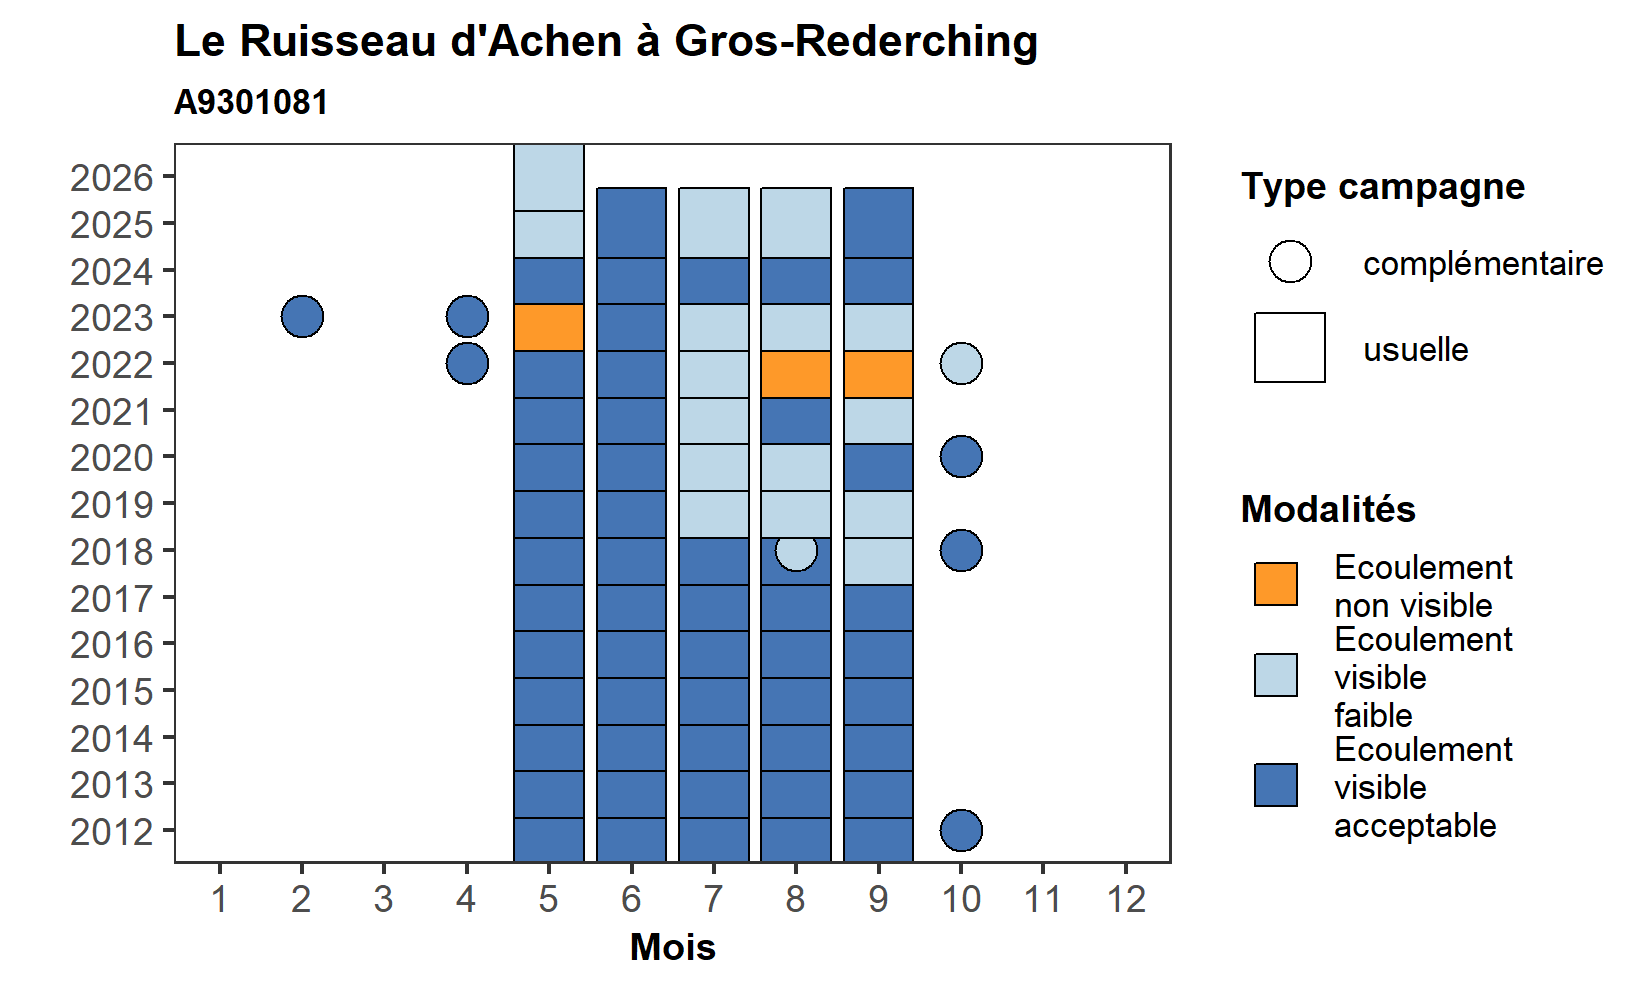 Le Ruisseau d'Achen à Gros-Rederching
A9301081
2026
2025
2024
2023
2022
2021
2020
2019
2018
2017
2016
2015
2014
2013
2012
1 2 3 4 5 6 7 8 9 10 11 12
Mois
Type campagne
complémentaire
usuelle
Modalités
Ecoulement
non visible
Ecoulement
visible
faible
Ecoulement
visible
acceptable